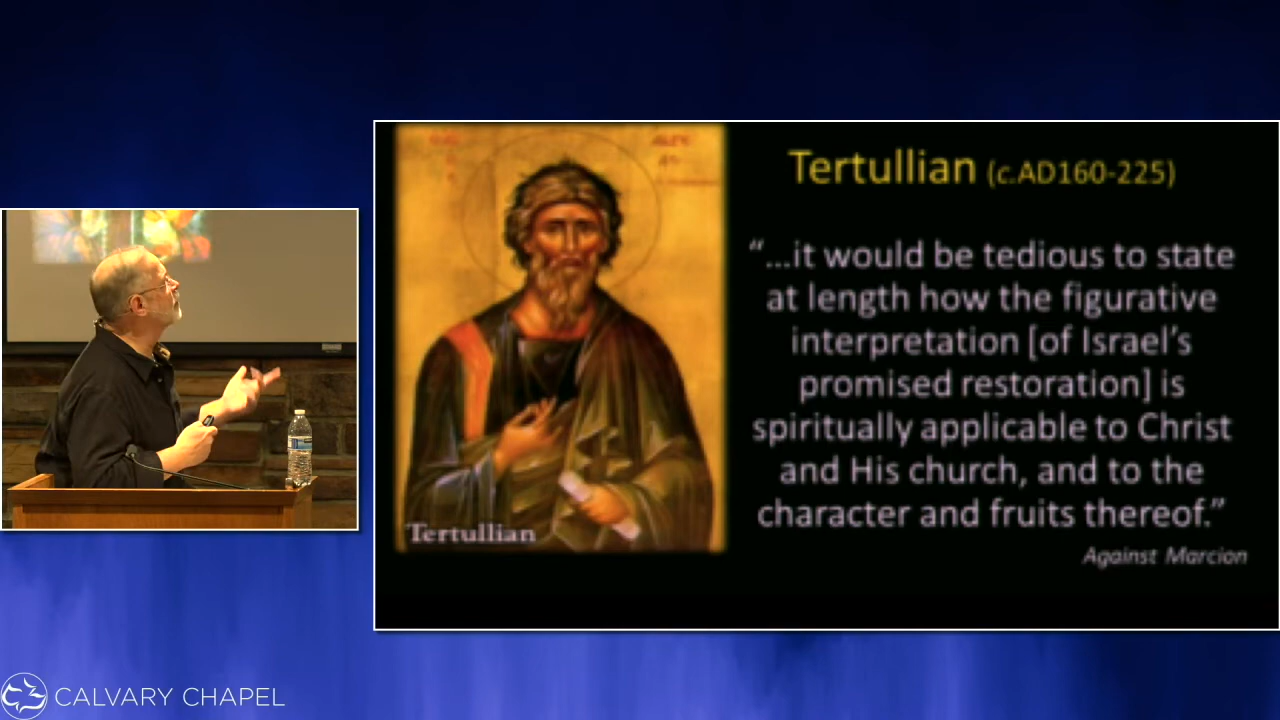 Tertullian (c.AD160-225)
“...it would be tedious to state
at length how the figurative
interpretation [of Israel’s
promised restoration] is
spiritually applicable to Christ
and His church, and to the
character and fruits thereof.”
Against Marcion
Tertullian
CALVARY CHAPEL